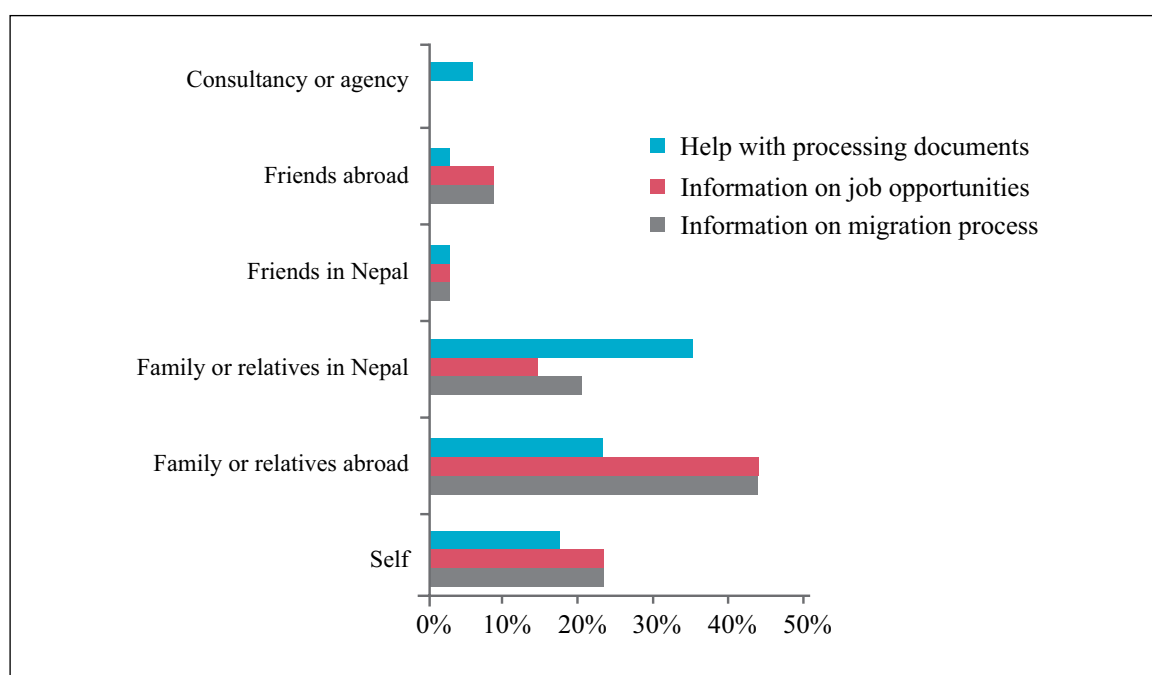 Consultancy or agency
Friends abroad
Friends in Nepal
Family or relatives in Nepal
Family or relatives abroad
Self
Help with processing documents
Information on job opportunities
Information on migration process
0% 10% 20% 30% 40% 50%